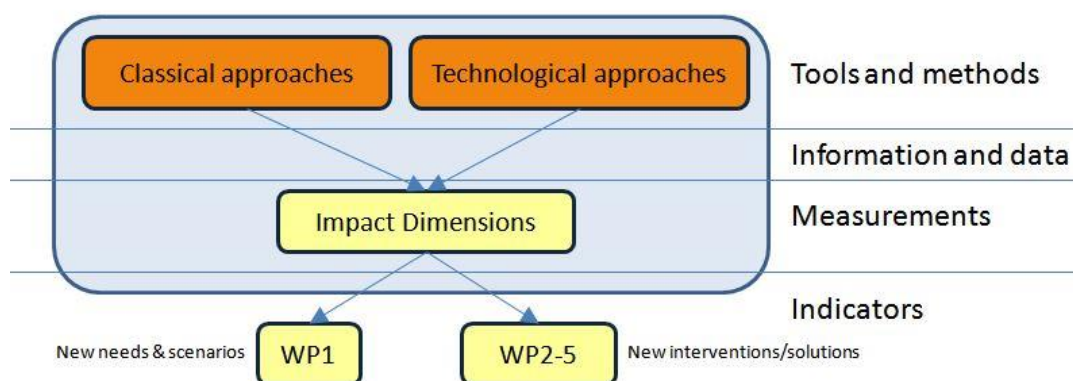 Classical approaches
Technological approaches
Tools and methods
Information and data
Impact Dimensions
Measurements
Indicators
New needs & scenarios
WP1
WP2-5
New interventions/solutions